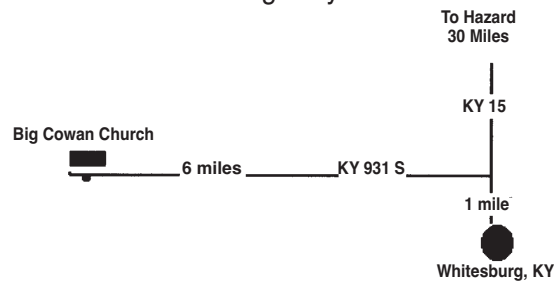 To Hazard
30 Miles
KY 15
Big Cowan Church
6 miles
KY 931 S
1 mile
Whitesburg, KY